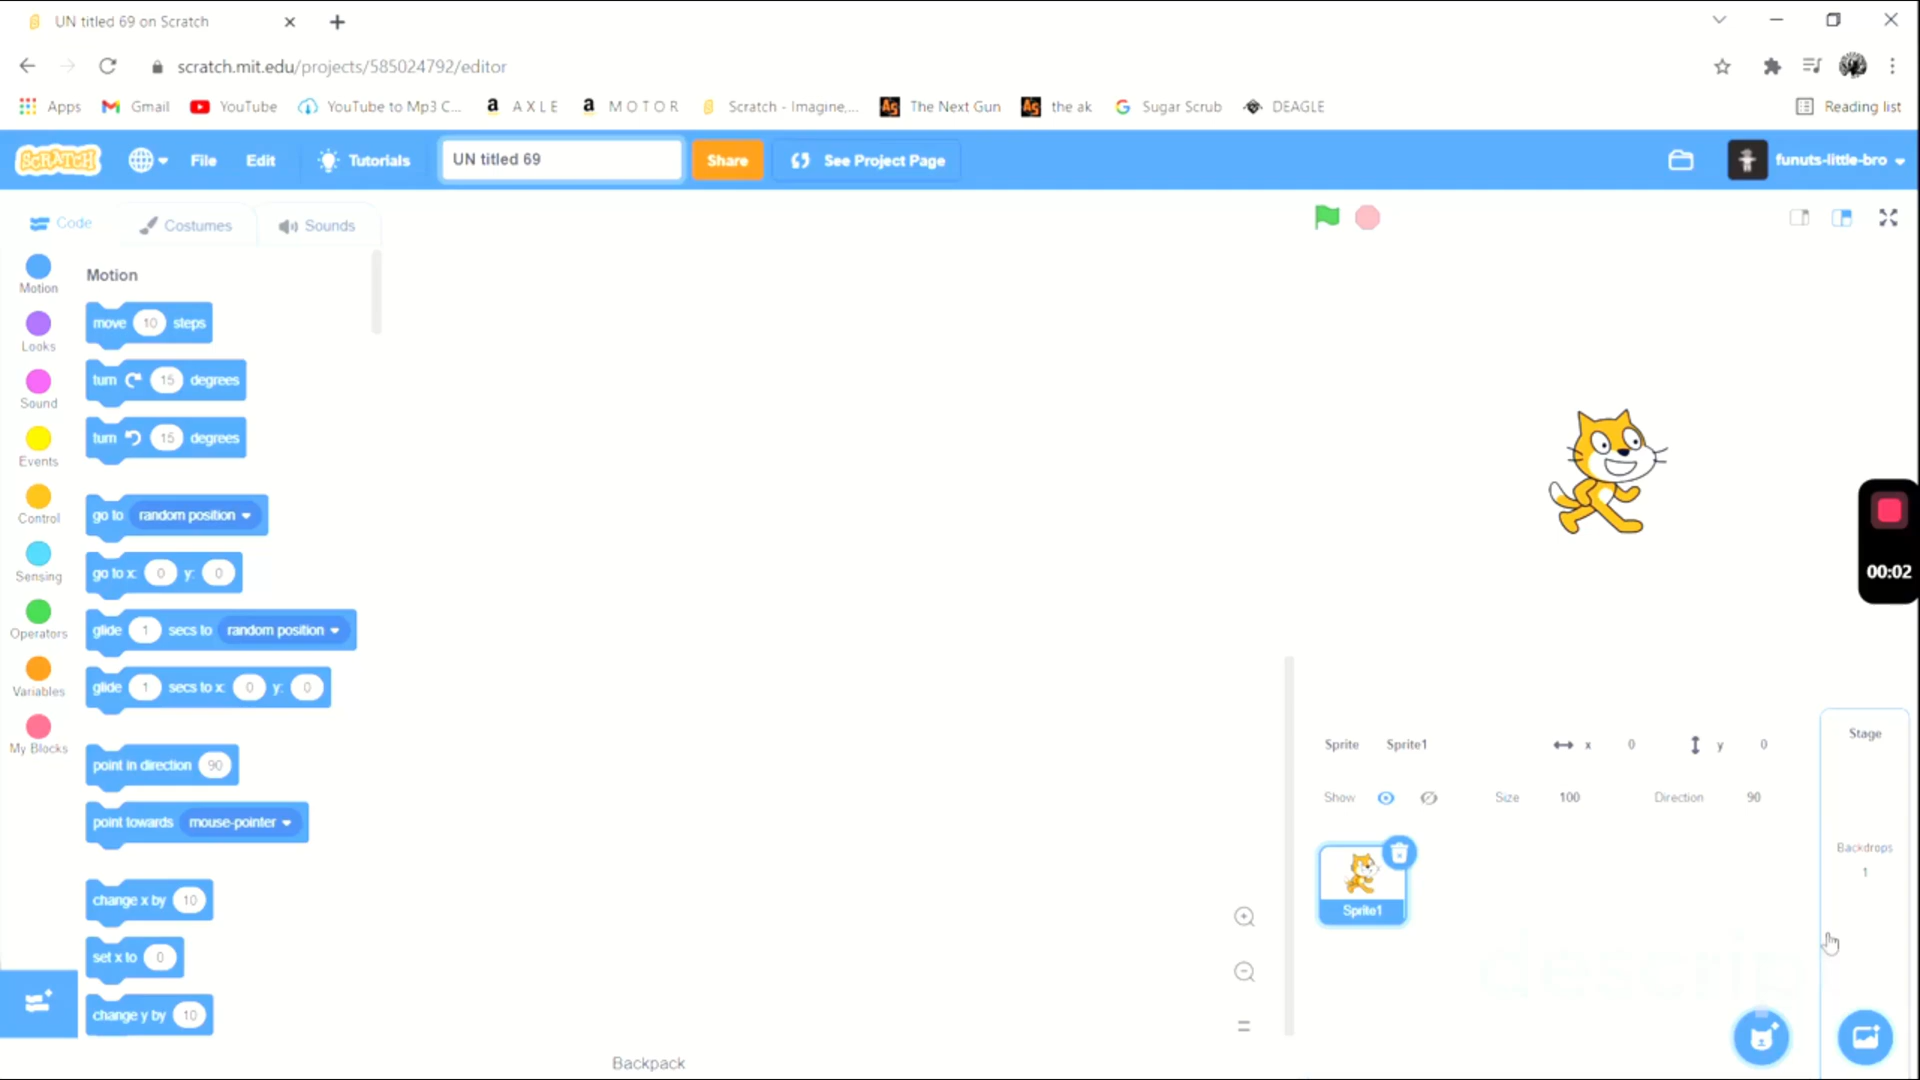 UN titled 69 on Scratch
scratch.mit.edu/projects/585024792/editor
Apps Gmail YouTube YouTube to Mp3 C... A X L E M O T O R Scratch - Imagine,... The Next Gun the ak Sugar Scrub DEAGLE Reading list
SCRATCH File Edit Tutorials UN titled 69 Share See Project Page funuts-little-bro
Code Costumes Sounds
Motion
Looks
Sound
Events
Control
Sensing
Operators
Variables
My Blocks
Motion
move 10 steps
turn 15 degrees
turn 15 degrees
go to random position
go to x: 0 y: 0
glide 1 secs to random position
glide 1 secs to x: 0 y: 0
point in direction 90
point towards mouse-pointer
change x by 10
set x to 0
change y by 10
Backpack
00:02
Sprite Sprite1 x 0 y 0
Show Size 100 Direction 90
Sprite1
Stage
Backdrops
1